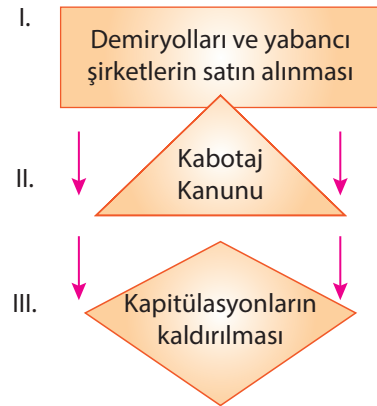 I.
Demiryolları ve yabancı
şirketlerin satın alınması
II.
Kabotaj
Kanunu
III.
Kapitülasyonların
kaldırılması